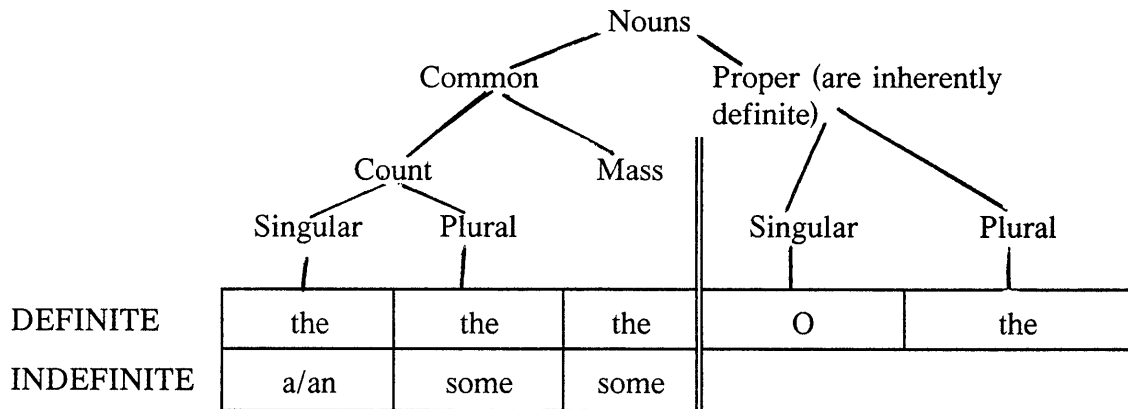 Nouns
Common
Proper (are inherently
definite)
Count
Mass
Singular
Plural
Singular
Plural
DEFINITE
the
the
the
O
the
INDEFINITE
a/an
some
some